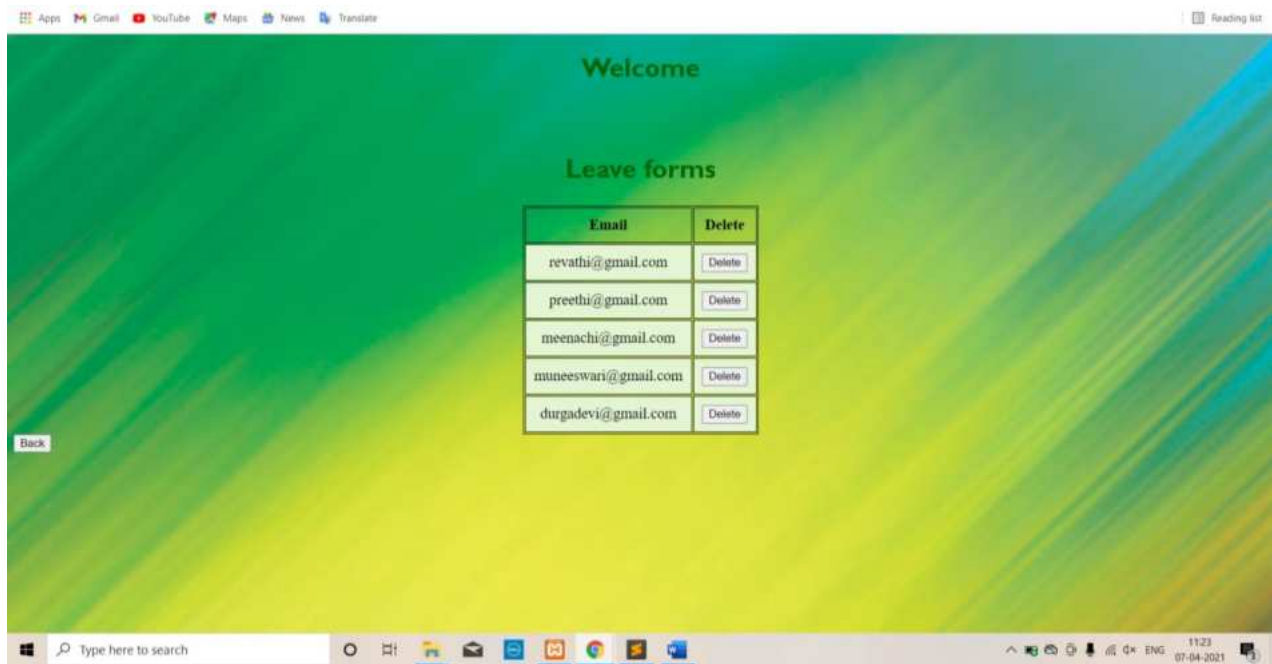 Apps Gmail YouTube Maps News Translate Reading list
Welcome
Leave forms
Email Delete
revathi@gmail.com Delete
preethi@gmail.com Delete
meenachi@gmail.com Delete
muneeswari@gmail.com Delete
durgadevi@gmail.com Delete
Back
Type here to search ENG 11:23
07-04-2021